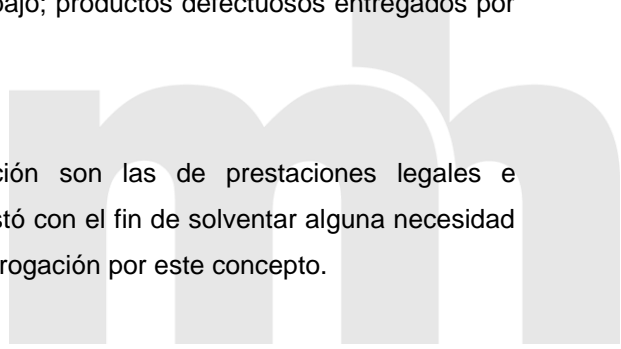 bajo; productos defectuosos entregados por
ción son las de prestaciones legales e
stó con el fin de solventar alguna necesidad
rogación por este concepto.
mh